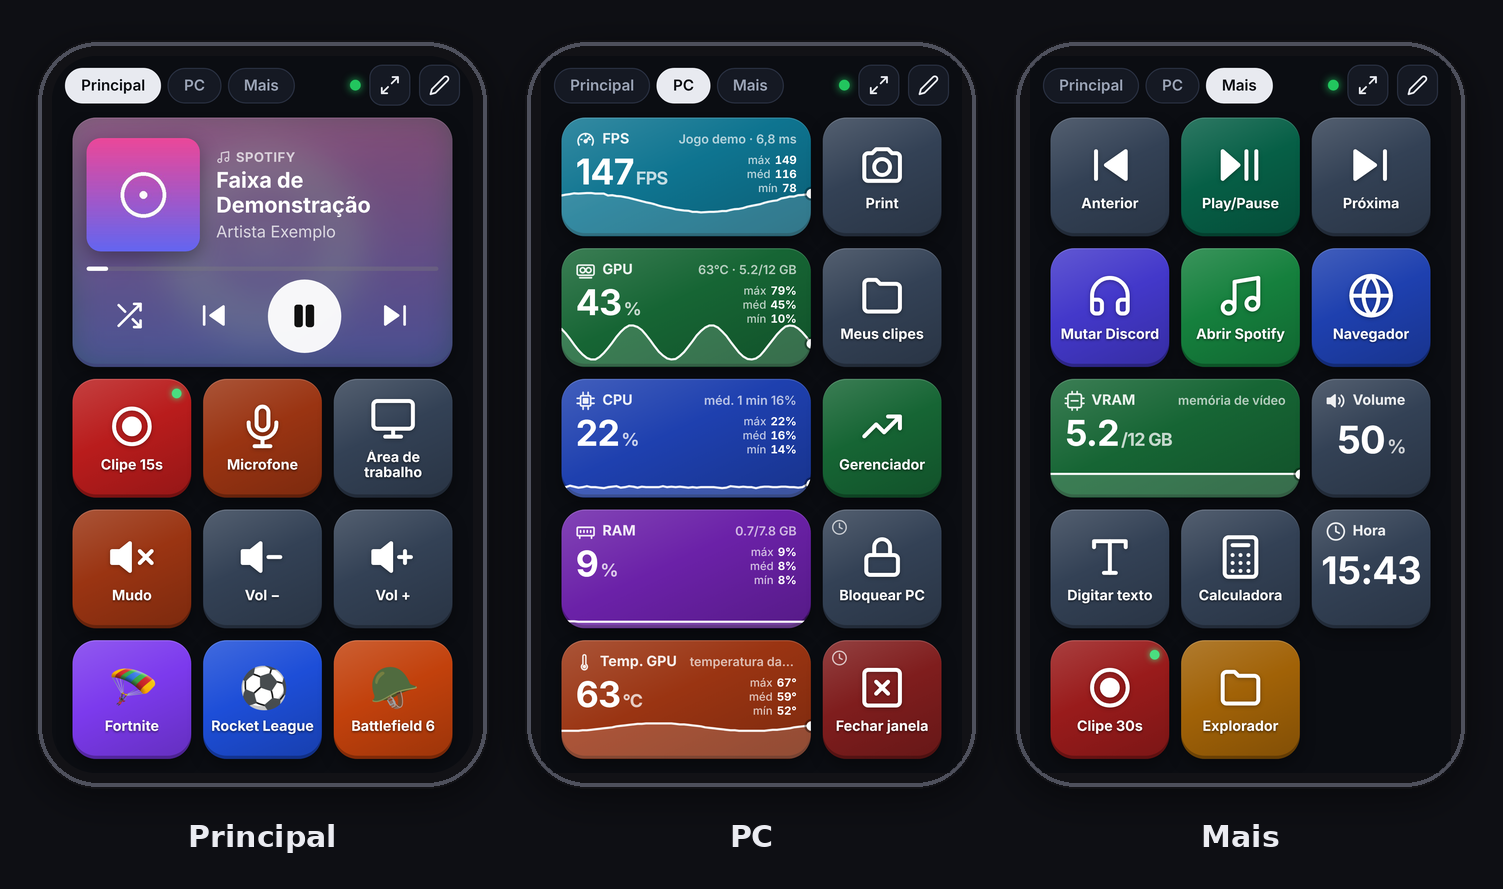 Principal PC Mais
SPOTIFY
Faixa de
Demonstração
Artista Exemplo
Clipe 15s
Microfone
Área de
trabalho
Mudo
Vol –
Vol +
Fortnite
Rocket League
Battlefield 6
Principal
Principal PC Mais
FPS Jogo demo · 6,8 ms
147 FPS
máx 149
méd 116
mín 78
Print
GPU 63°C · 5.2/12 GB
43 %
máx 79%
méd 45%
mín 10%
Meus clipes
CPU méd. 1 min 16%
22 %
máx 22%
méd 16%
mín 14%
Gerenciador
RAM 0.7/7.8 GB
9 %
máx 9%
méd 8%
mín 8%
Bloquear PC
Temp. GPU temperatura da...
63 °C
máx 67°
méd 59°
mín 52°
Fechar janela
PC
Principal PC Mais
Anterior
Play/Pause
Próxima
Mutar Discord
Abrir Spotify
Navegador
VRAM memória de vídeo
5.2 /12 GB
Volume
50 %
Digitar texto
Calculadora
Hora
15:43
Clipe 30s
Explorador
Mais